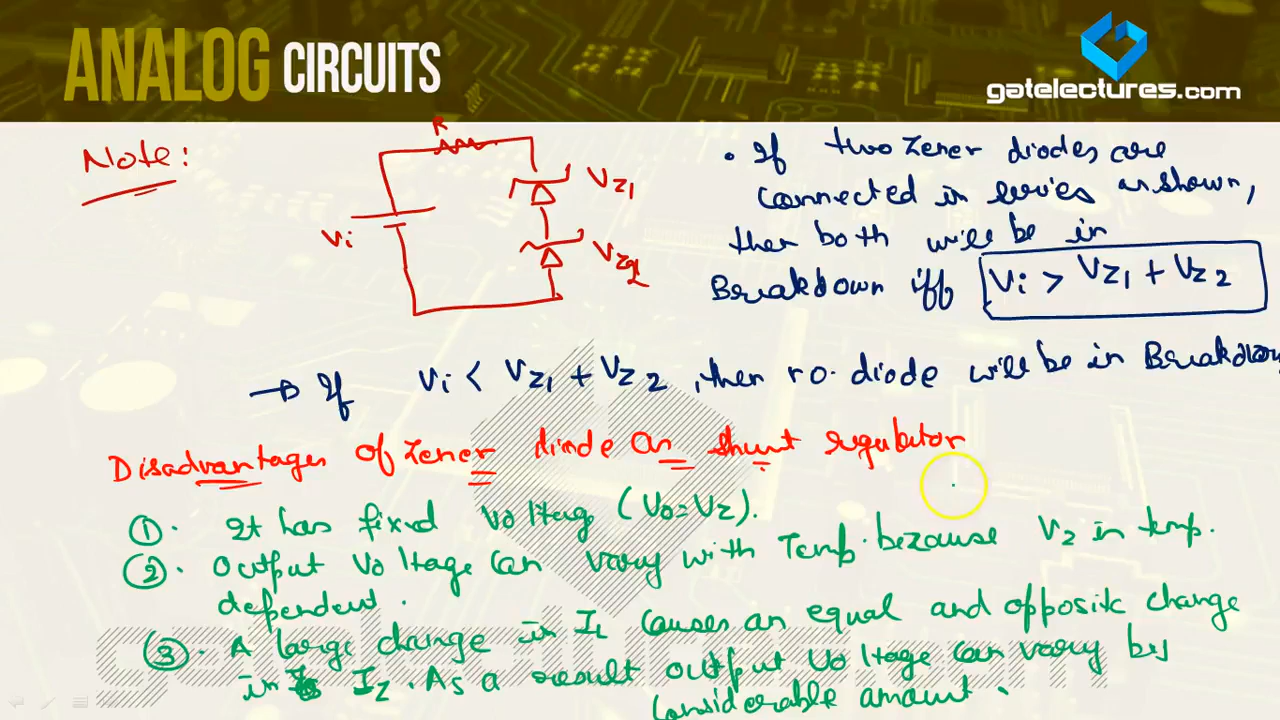 ANALOG CIRCUITS
gatelectures.com
Note:
R
Vi
VZ1
VZ2
• If two Zener diodes are
connected in series as shown,
then both will be in
Breakdown iff Vi > VZ1 + VZ2
→ If Vi < VZ1 + VZ2, then no. diode will be in Breakdown
Disadvantages of Zener diode as shunt regulator
①. It has fixed Voltage (Vo=Vz).
②. Output Voltage can vary with Temp. because Vz is temp.
dependent.
③. A large change in IL causes an equal and opposite change
in Iz. As a result output Voltage can vary by
considerable amount.
gatelectures.com